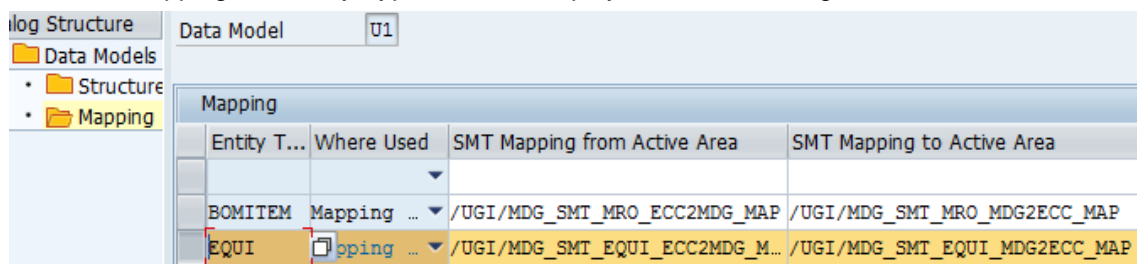 log Structure
Data Model U1
Data Models
Structure
Mapping
Mapping
Entity T... Where Used SMT Mapping from Active Area SMT Mapping to Active Area
BOMITEM Mapping … /UGI/MDG_SMT_MRO_ECC2MDG_MAP /UGI/MDG_SMT_MRO_MDG2ECC_MAP
EQUI pping … /UGI/MDG_SMT_EQUI_ECC2MDG_M... /UGI/MDG_SMT_EQUI_MDG2ECC_MAP